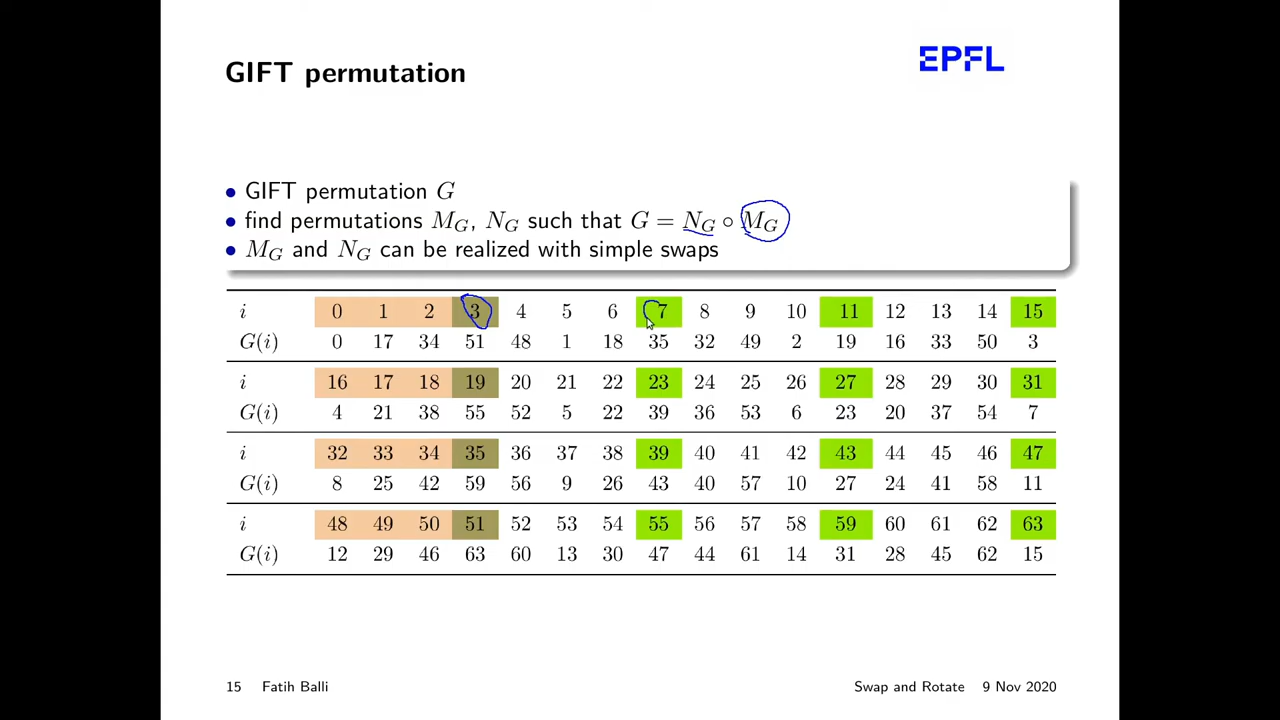 GIFT permutation
EPFL
• GIFT permutation G
• find permutations M_G, N_G such that G = N_G ∘ M_G
• M_G and N_G can be realized with simple swaps
i 0 1 2 3 4 5 6 7 8 9 10 11 12 13 14 15
G(i) 0 17 34 51 48 1 18 35 32 49 2 19 16 33 50 3
i 16 17 18 19 20 21 22 23 24 25 26 27 28 29 30 31
G(i) 4 21 38 55 52 5 22 39 36 53 6 23 20 37 54 7
i 32 33 34 35 36 37 38 39 40 41 42 43 44 45 46 47
G(i) 8 25 42 59 56 9 26 43 40 57 10 27 24 41 58 11
i 48 49 50 51 52 53 54 55 56 57 58 59 60 61 62 63
G(i) 12 29 46 63 60 13 30 47 44 61 14 31 28 45 62 15
15 Fatih Balli Swap and Rotate 9 Nov 2020